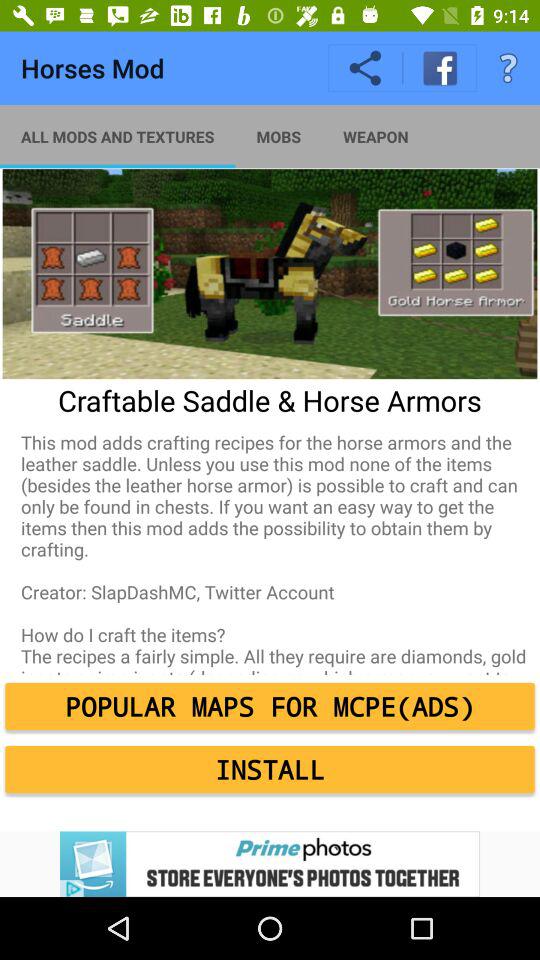 9:14
Horses Mod
ALL MODS AND TEXTURES MOBS WEAPON
Saddle
Gold Horse Armor
Craftable Saddle & Horse Armors
This mod adds crafting recipes for the horse armors and the
leather saddle. Unless you use this mod none of the items
(besides the leather horse armor) is possible to craft and can
only be found in chests. If you want an easy way to get the
items then this mod adds the possibility to obtain them by
crafting.
Creator: SlapDashMC, Twitter Account
How do I craft the items?
The recipes a fairly simple. All they require are diamonds, gold
POPULAR MAPS FOR MCPE(ADS)
INSTALL
Prime photos
STORE EVERYONE'S PHOTOS TOGETHER